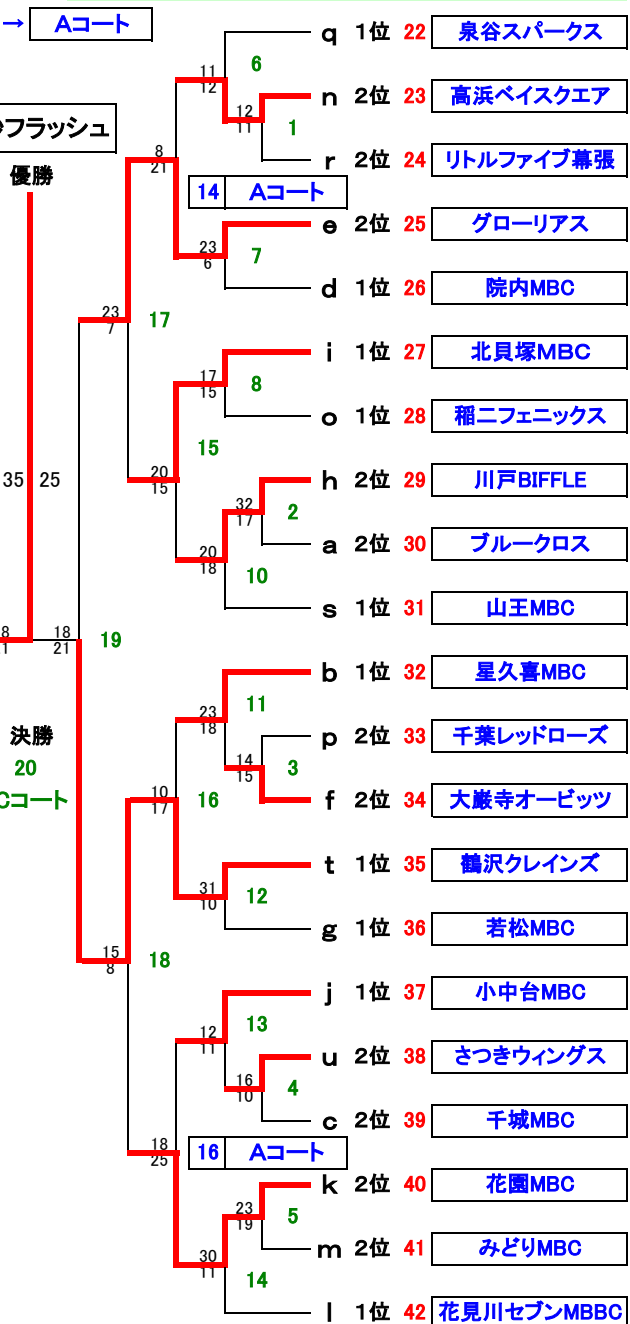 → Aコート
q 1位 22 泉谷スパークス
11
12
6
n 2位 23 高浜ベイスクエア
12
11
1
フラッシュ
r 2位 24 リトルファイブ幕張
8
21
優勝
14 Aコート
e 2位 25 グローリアス
23
6
7
d 1位 26 院内MBC
23
7
17
i 1位 27 北貝塚MBC
17
15
8
o 1位 28 稲二フェニックス
15
h 2位 29 川戸BIFFLE
20
15
35 25
32
17
2
a 2位 30 ブルークロス
20
18
10
s 1位 31 山王MBC
18
21
19
b 1位 32 星久喜MBC
11
23
18
p 2位 33 千葉レッドローズ
決勝
14
15
3
20
f 2位 34 大巌寺オービッツ
Cコート
10
17
16
t 1位 35 鶴沢クレインズ
31
10
12
g 1位 36 若松MBC
15
8
18
j 1位 37 小中台MBC
13
12
11
u 2位 38 さつきウィングス
16
10
4
c 2位 39 千城MBC
18
25
16 Aコート
k 2位 40 花園MBC
23
19
5
m 2位 41 みどりMBC
30
11
14
l 1位 42 花見川セブンMBBC